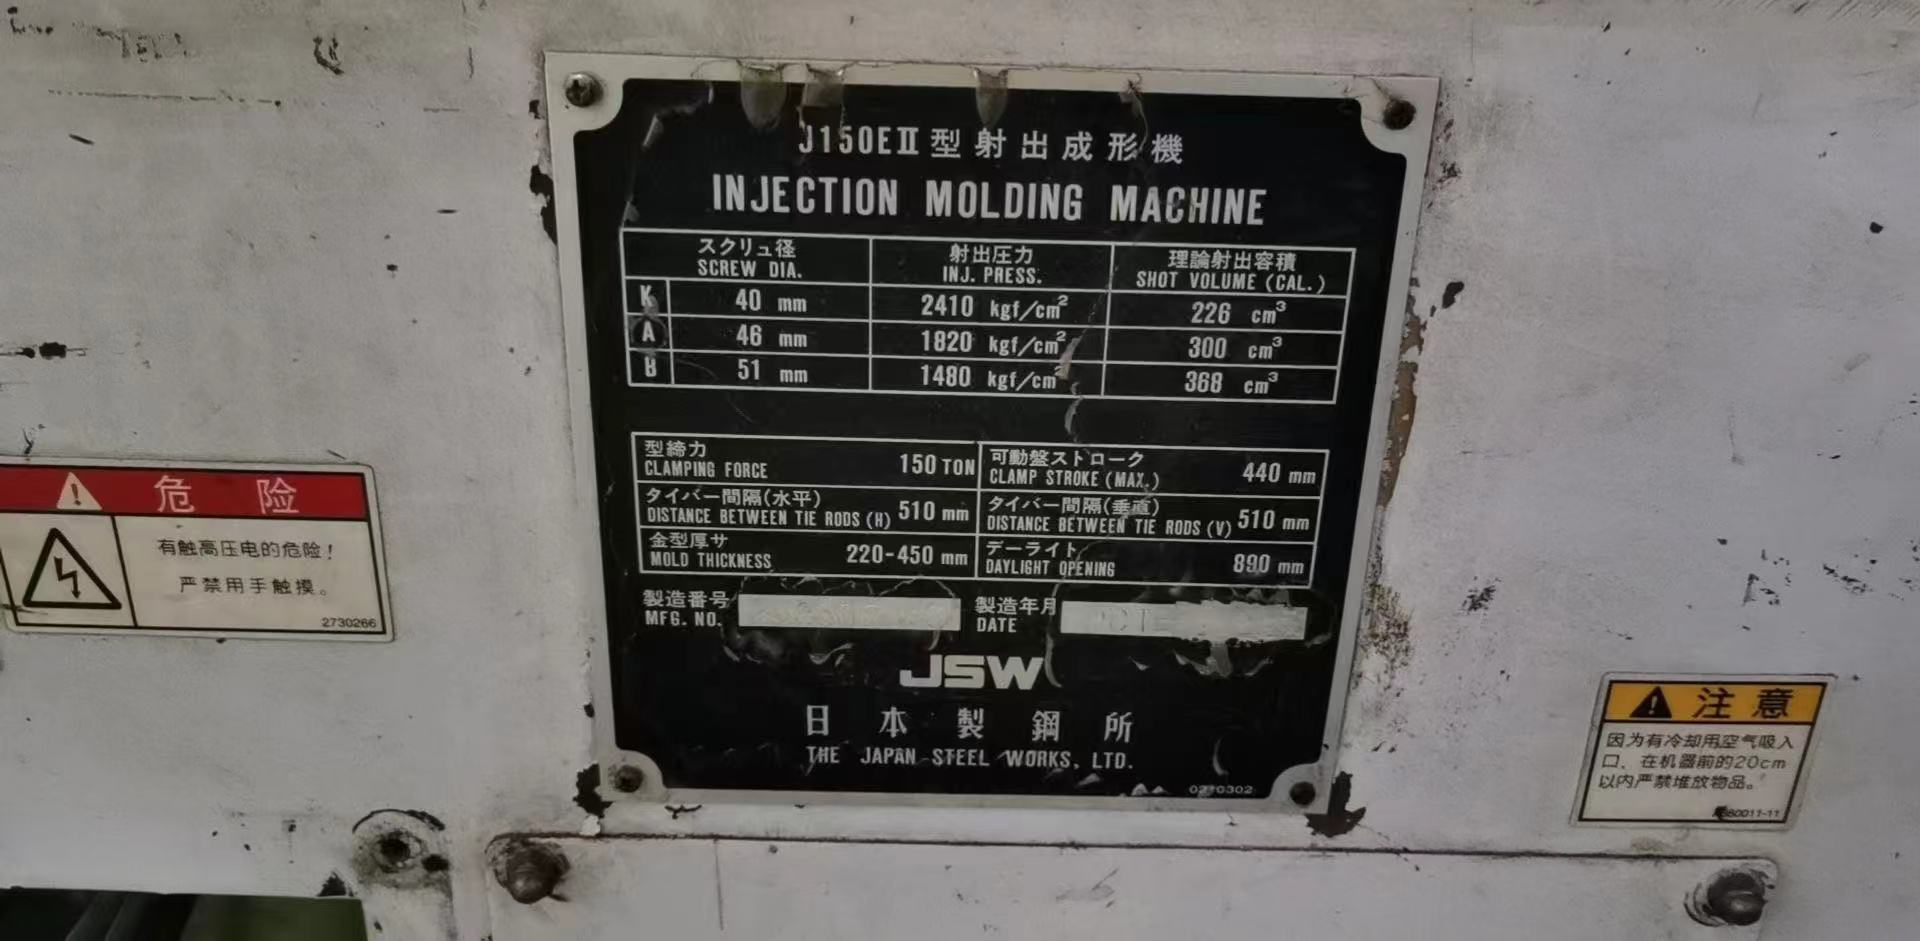 J150EⅡ型射出成形機
INJECTION MOLDING MACHINE
スクリュ径 射出圧力 理論射出容積
SCREW DIA. INJ. PRESS. SHOT VOLUME (CAL.)
K 40 mm 2410 kgf/cm² 226 cm³
A 46 mm 1820 kgf/cm² 300 cm³
B 51 mm 1480 kgf/cm² 368 cm³
型締力 可動盤ストローク
CLAMPING FORCE 150 TON CLAMP STROKE (MAX.) 440 mm
タイバー間隔(水平) タイバー間隔(垂直)
DISTANCE BETWEEN TIE RODS (H) 510 mm DISTANCE BETWEEN TIE RODS (V) 510 mm
金型厚サ デーライト
MOLD THICKNESS 220-450 mm DAYLIGHT OPENING 890 mm
製造番号 製造年月
MFG. NO. DATE
JSW
日本製鋼所
THE JAPAN STEEL WORKS, LTD.
危险
有触高压电的危险!
严禁用手触摸。
2730266
注意
因为有冷却用空气吸入
口、在机器前的20cm
以内严禁堆放物品。